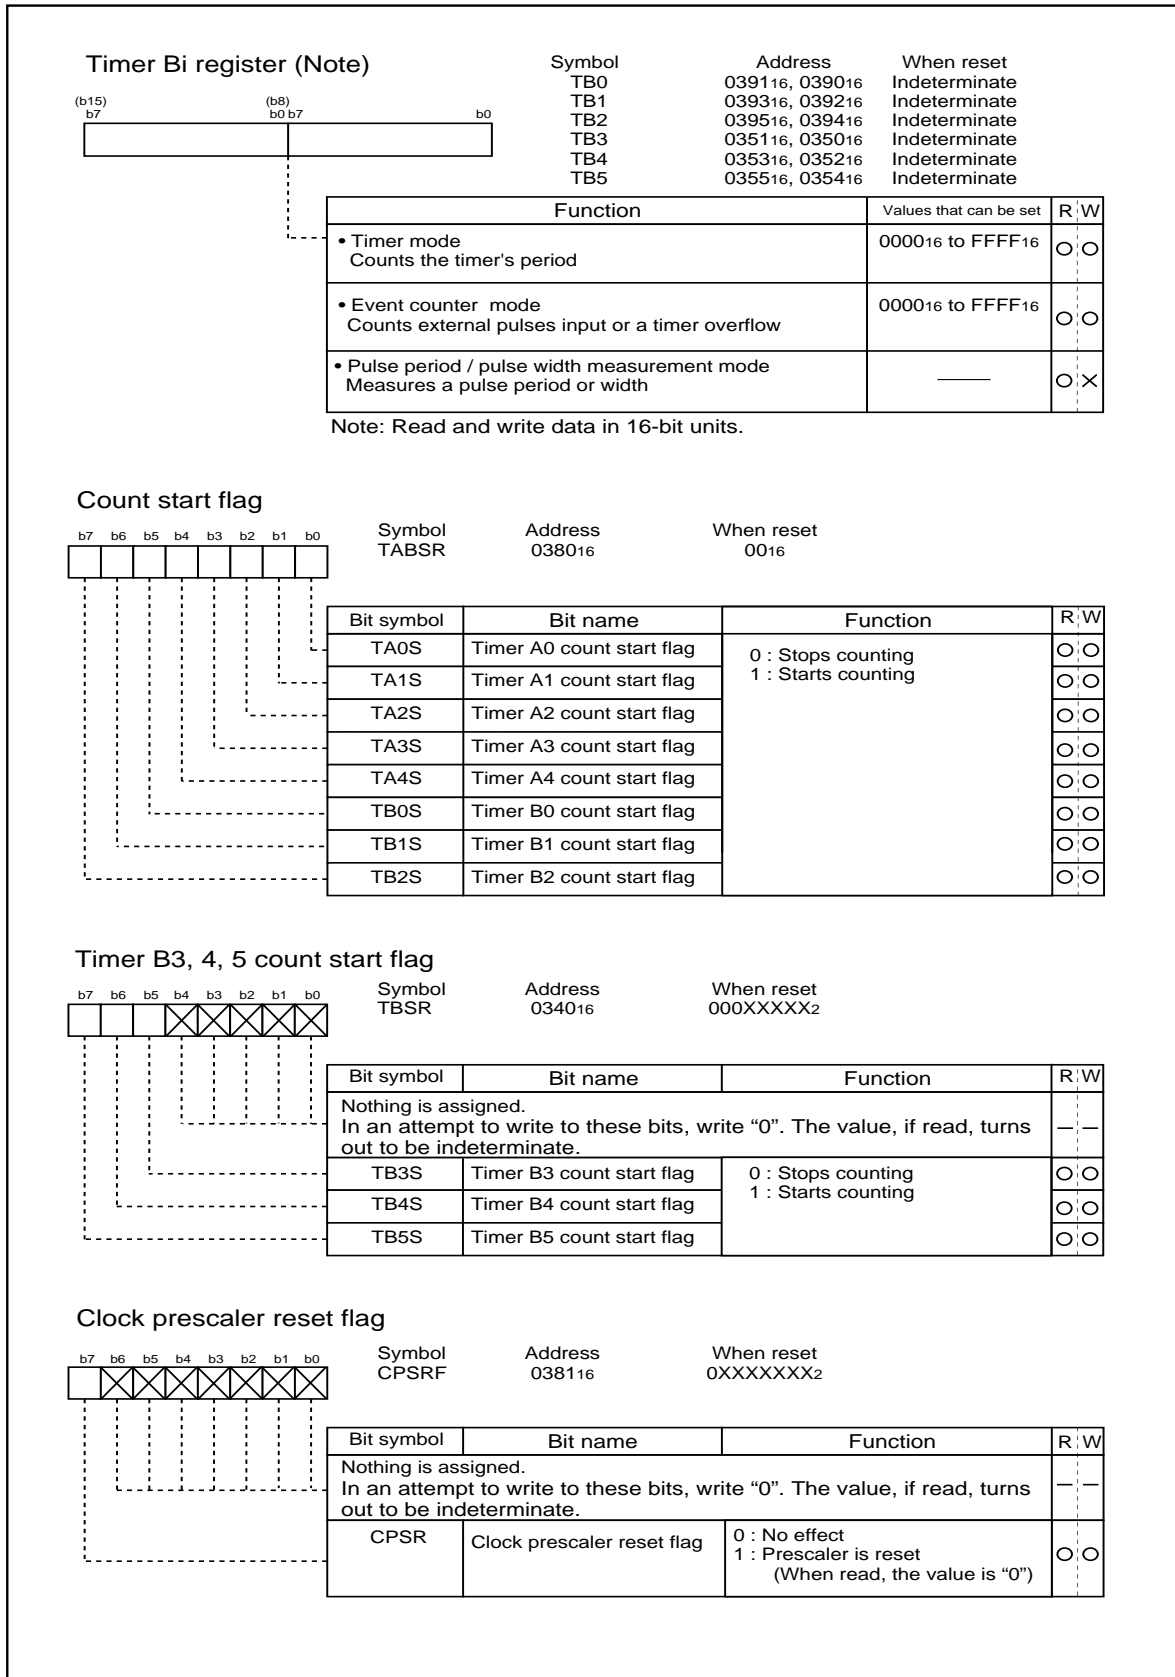 Timer Bi register (Note)
Symbol Address When reset
TB0 039116, 039016 Indeterminate
TB1 039316, 039216 Indeterminate
TB2 039516, 039416 Indeterminate
TB3 035116, 035016 Indeterminate
TB4 035316, 035216 Indeterminate
TB5 035516, 035416 Indeterminate
(b15) (b8)
b7 b0 b7 b0
Function Values that can be set R W
• Timer mode 000016 to FFFF16
Counts the timer's period
• Event counter mode 000016 to FFFF16
Counts external pulses input or a timer overflow
• Pulse period / pulse width measurement mode
Measures a pulse period or width
Note: Read and write data in 16-bit units.
Count start flag
b7 b6 b5 b4 b3 b2 b1 b0
Symbol Address When reset
TABSR 038016 0016
Bit symbol Bit name Function R W
TA0S Timer A0 count start flag 0 : Stops counting
TA1S Timer A1 count start flag 1 : Starts counting
TA2S Timer A2 count start flag
TA3S Timer A3 count start flag
TA4S Timer A4 count start flag
TB0S Timer B0 count start flag
TB1S Timer B1 count start flag
TB2S Timer B2 count start flag
Timer B3, 4, 5 count start flag
b7 b6 b5 b4 b3 b2 b1 b0
Symbol Address When reset
TBSR 034016 000XXXXX2
Bit symbol Bit name Function R W
Nothing is assigned.
In an attempt to write to these bits, write “0”. The value, if read, turns
out to be indeterminate.
TB3S Timer B3 count start flag 0 : Stops counting
TB4S Timer B4 count start flag 1 : Starts counting
TB5S Timer B5 count start flag
Clock prescaler reset flag
b7 b6 b5 b4 b3 b2 b1 b0
Symbol Address When reset
CPSRF 038116 0XXXXXXX2
Bit symbol Bit name Function R W
Nothing is assigned.
In an attempt to write to these bits, write “0”. The value, if read, turns
out to be indeterminate.
CPSR Clock prescaler reset flag 0 : No effect
1 : Prescaler is reset
(When read, the value is “0”)